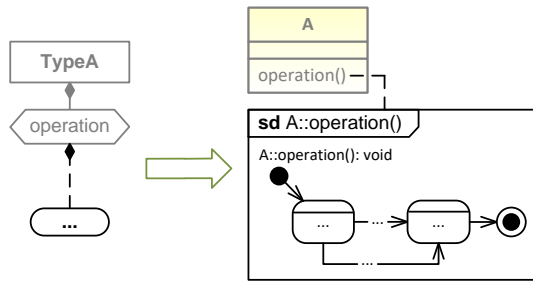 TypeA
operation
...
A
operation()
sd A::operation()
A::operation(): void
... ... ...
...